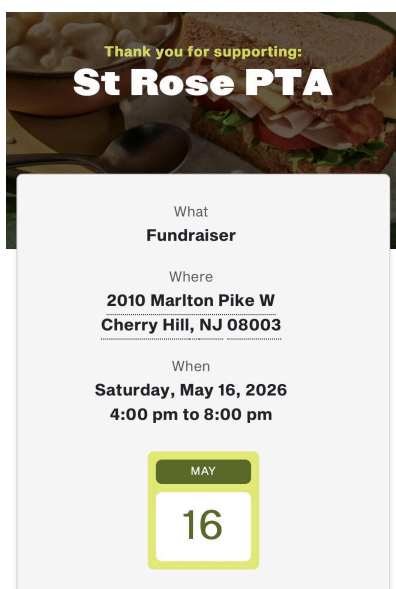 Thank you for supporting:
St Rose PTA
What
Fundraiser
Where
2010 Marlton Pike W
Cherry Hill, NJ 08003
When
Saturday, May 16, 2026
4:00 pm to 8:00 pm
MAY
16